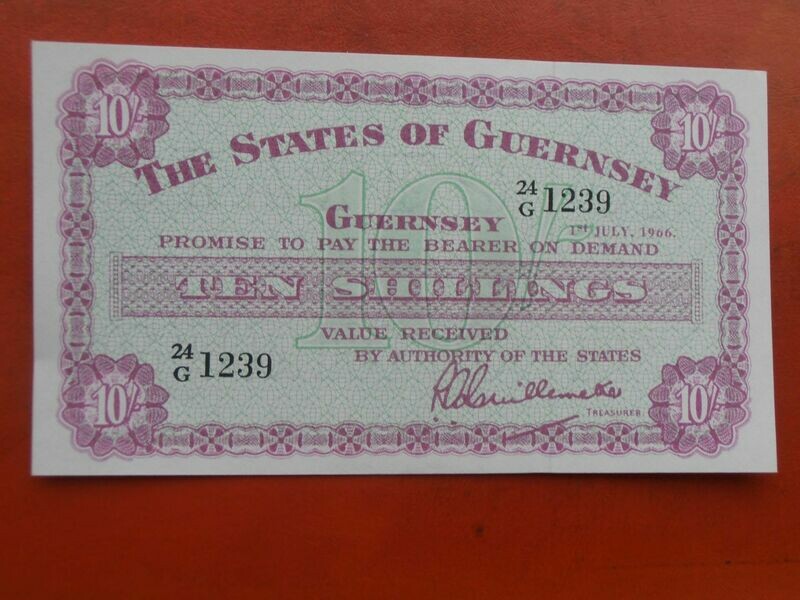 10/- 10/-
THE STATES OF GUERNSEY
24
G 1239
GUERNSEY
1ST JULY, 1966.
PROMISE TO PAY THE BEARER ON DEMAND
10/-
TEN SHILLINGS
VALUE RECEIVED
24
G 1239
BY AUTHORITY OF THE STATES
TREASURER.
10/- 10/-